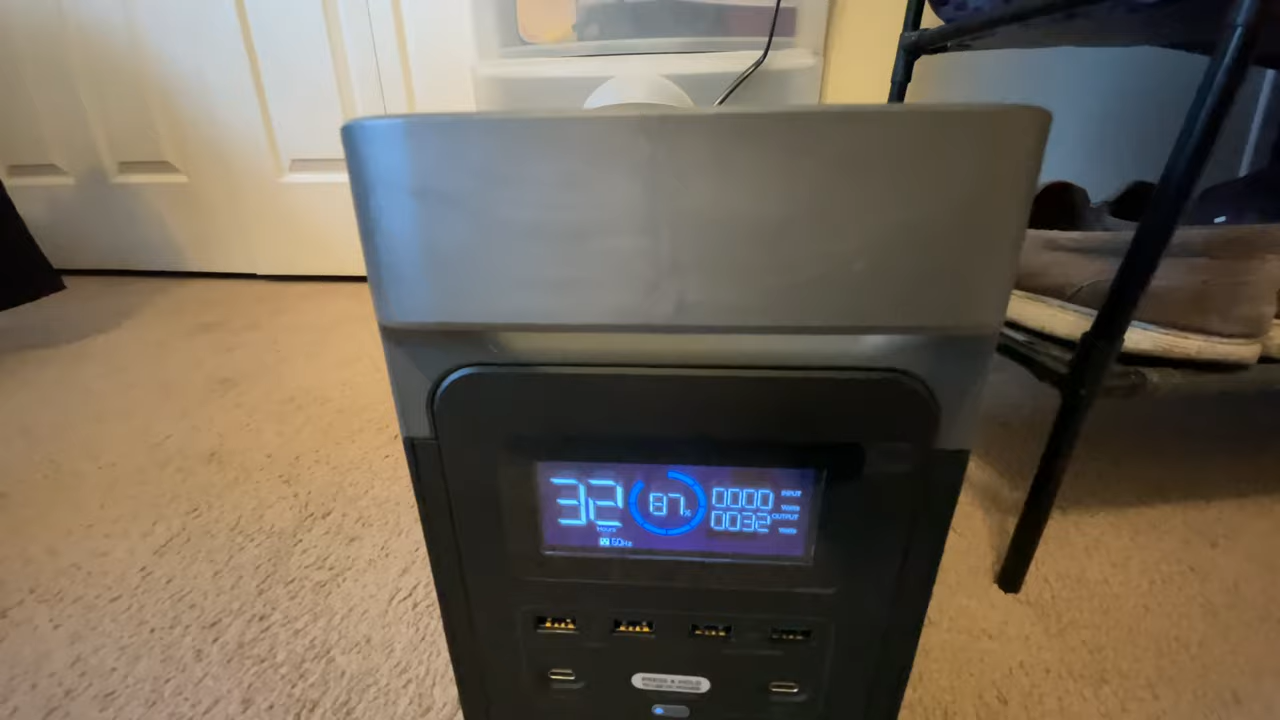 32
Hours
60Hz
87%
0000 INPUT
Watts
0032 OUTPUT
Watts
PRESS & HOLD